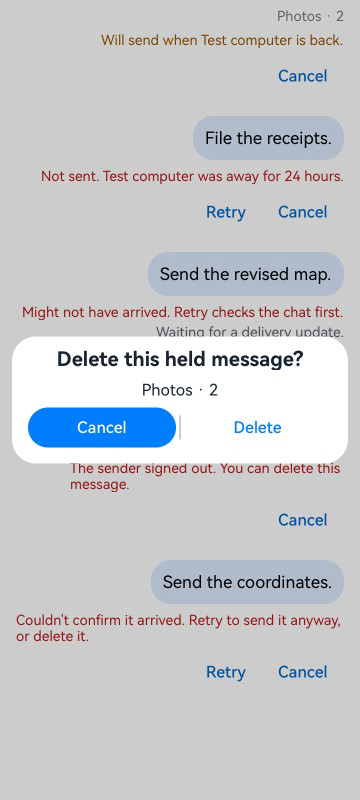 Photos · 2
Will send when Test computer is back.
Cancel
File the receipts.
Not sent. Test computer was away for 24 hours.
Retry Cancel
Send the revised map.
Might not have arrived. Retry checks the chat first.
Waiting for a delivery update.
Delete this held message?
Photos · 2
Cancel Delete
The sender signed out. You can delete this
message.
Cancel
Send the coordinates.
Couldn't confirm it arrived. Retry to send it anyway,
or delete it.
Retry Cancel